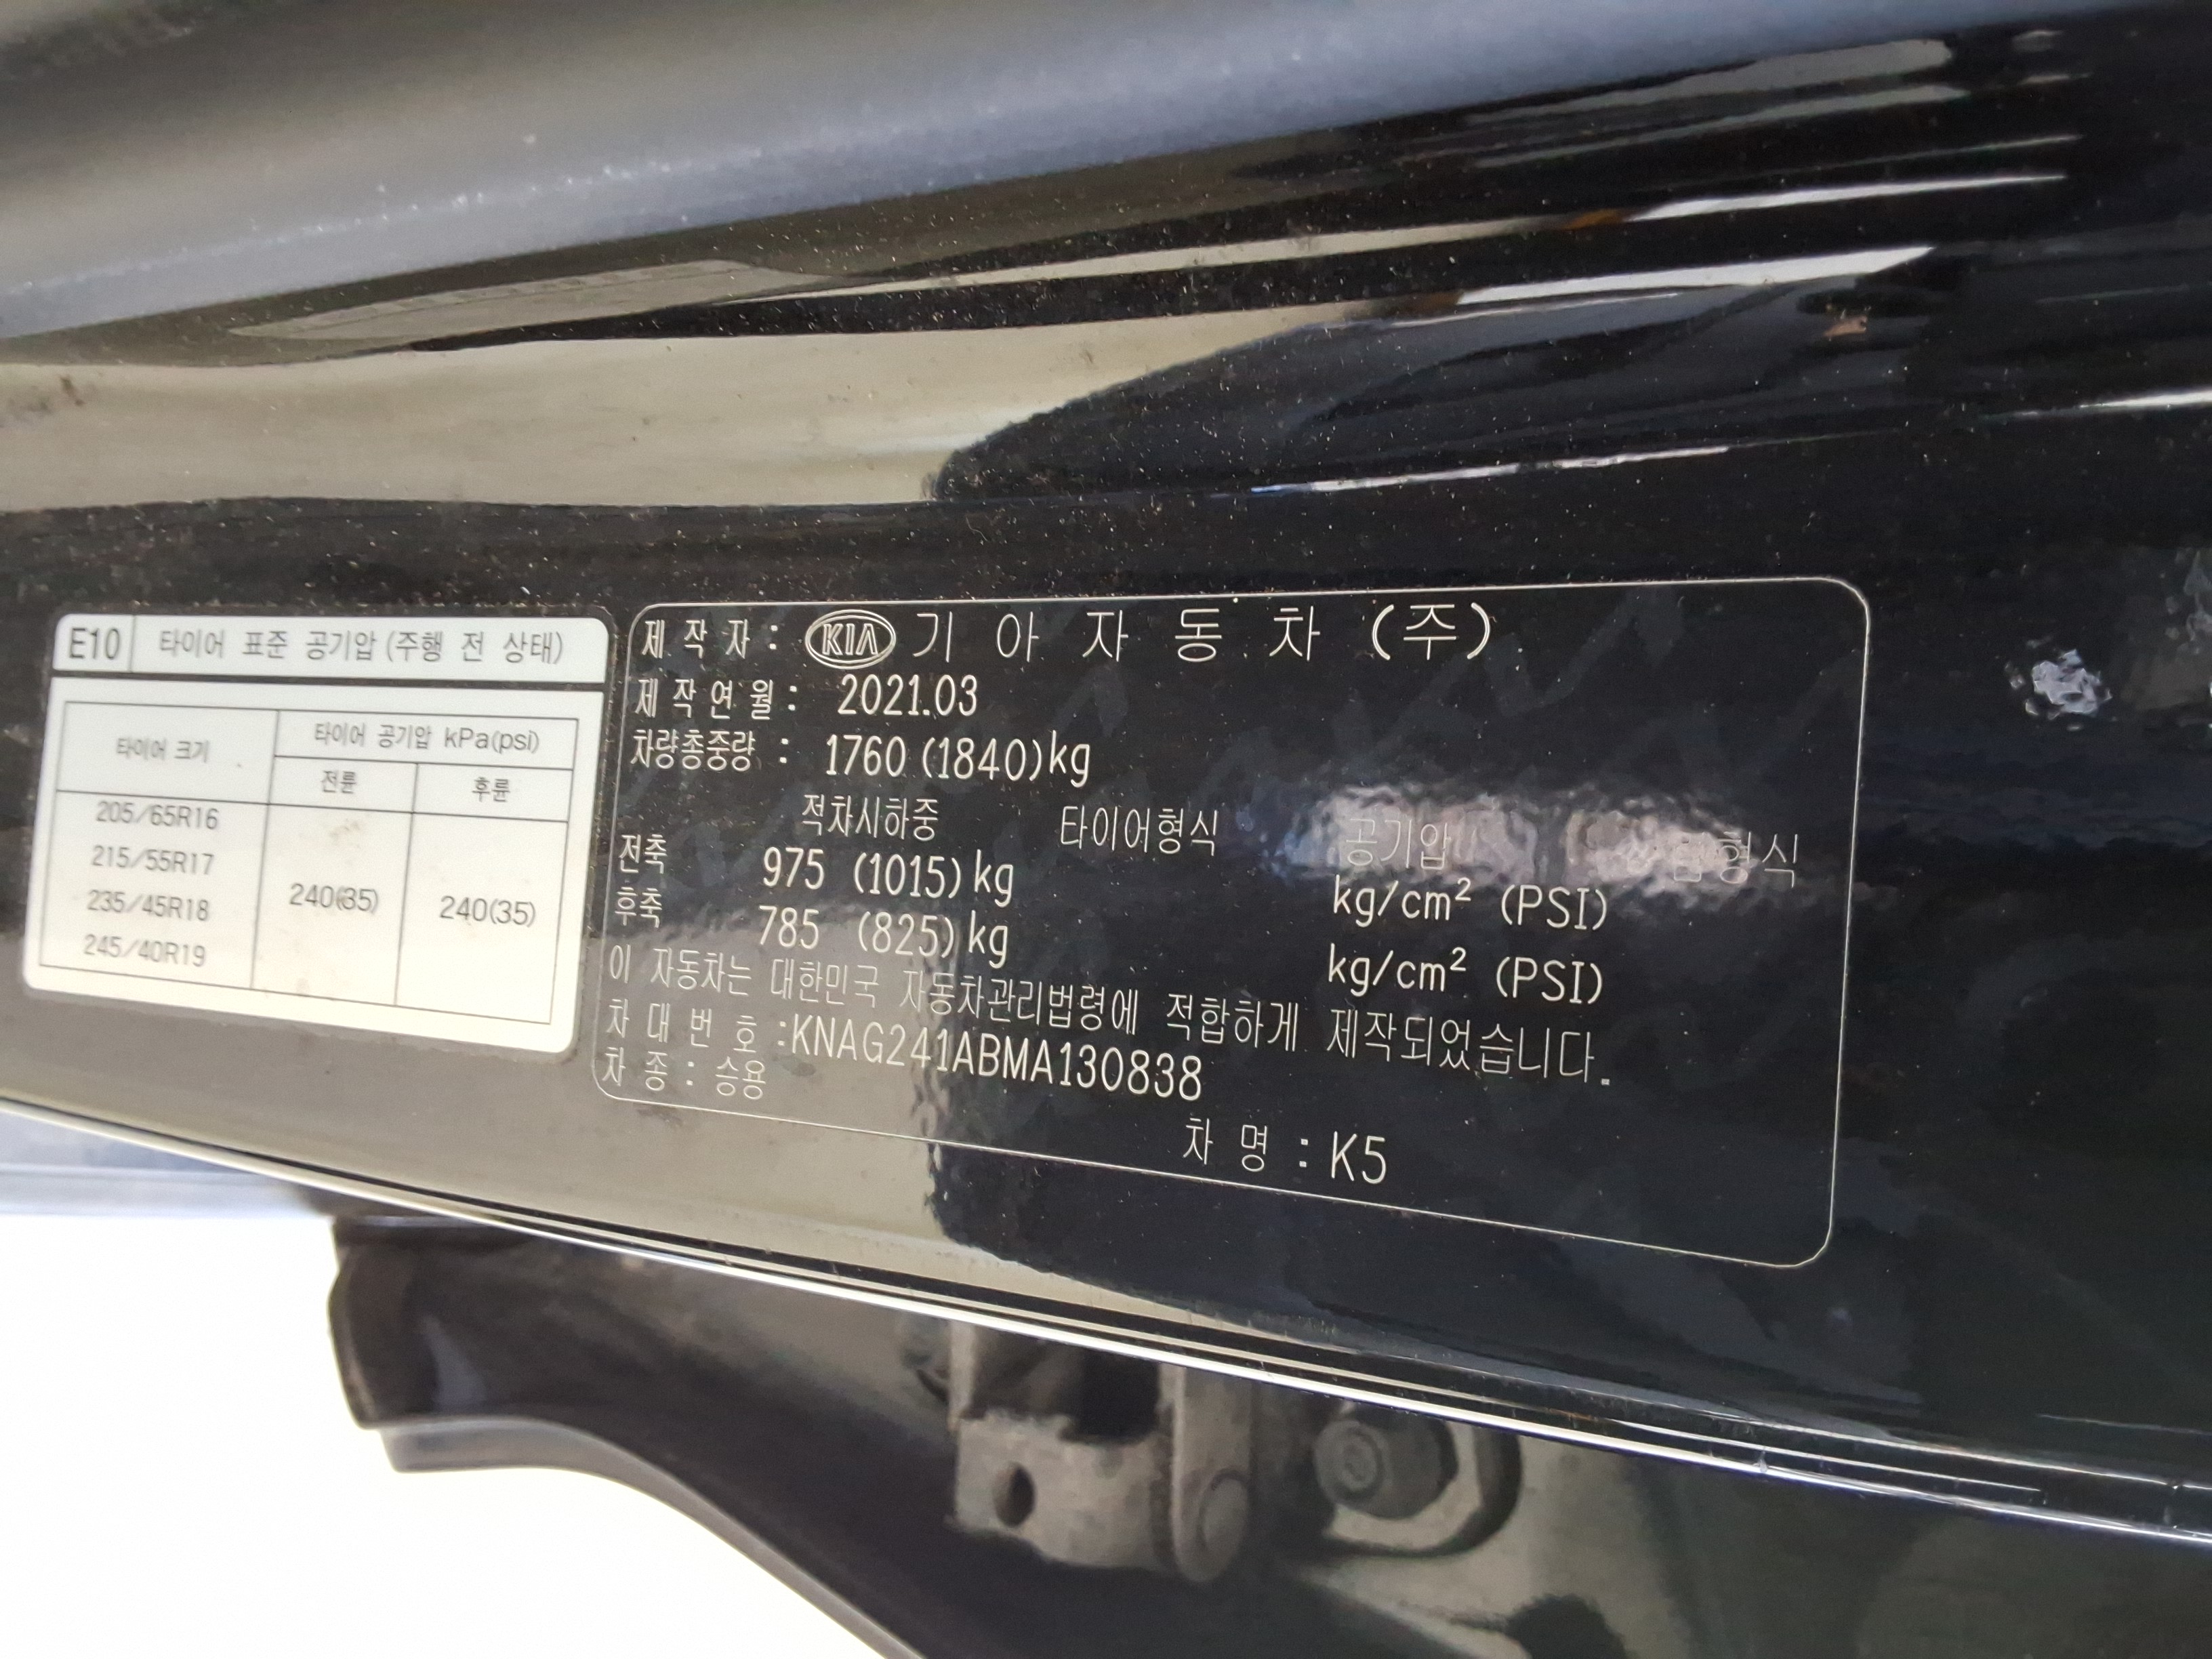 E10 타이어 표준 공기압 (주행 전 상태)
타이어 크기 타이어 공기압 kPa(psi)
전륜 후륜
205/65R16
215/55R17
235/45R18
245/40R19
240(35) 240(35)
제 작 자 : KIA 기 아 자 동 차 (주)
제 작 연 월 : 2021.03
차량총중량 : 1760 (1840)kg
적차시하중 타이어형식 공기압 형식
전축 975 (1015) kg kg/cm² (PSI)
후축 785 (825) kg kg/cm² (PSI)
이 자동차는 대한민국 자동차관리법령에 적합하게 제작되었습니다.
차 대 번 호 :KNAG241ABMA130838
차 종 : 승용 차 명 : K5